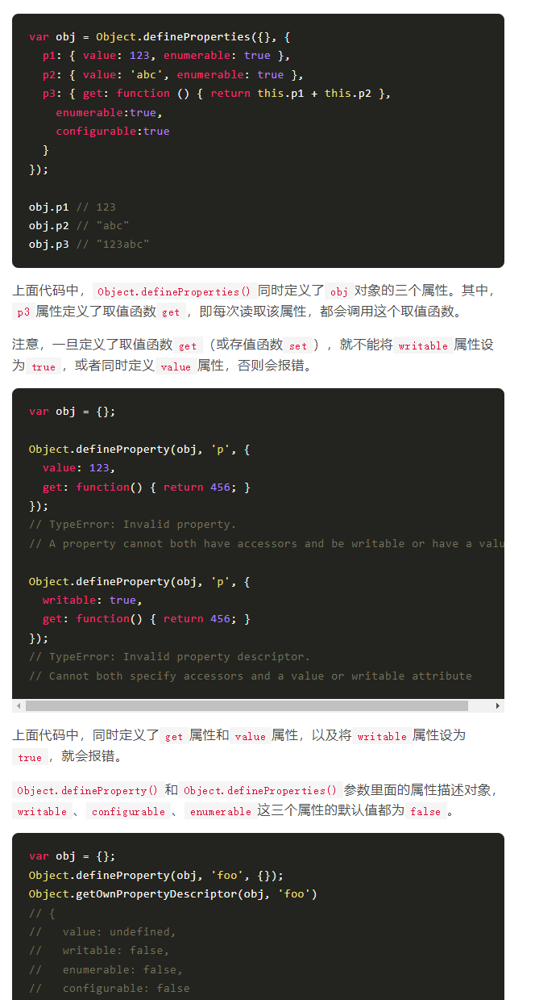 var obj = Object.defineProperties({}, {
  p1: { value: 123, enumerable: true },
  p2: { value: 'abc', enumerable: true },
  p3: { get: function () { return this.p1 + this.p2 },
    enumerable:true,
    configurable:true
  }
});

obj.p1 // 123
obj.p2 // "abc"
obj.p3 // "123abc"
上面代码中， Object.defineProperties() 同时定义了 obj 对象的三个属性。其中，
p3 属性定义了取值函数 get ，即每次读取该属性，都会调用这个取值函数。
注意，一旦定义了取值函数 get （或存值函数 set ），就不能将 writable 属性设
为 true ，或者同时定义 value 属性，否则会报错。
var obj = {};

Object.defineProperty(obj, 'p', {
  value: 123,
  get: function() { return 456; }
});
// TypeError: Invalid property.
// A property cannot both have accessors and be writable or have a valu

Object.defineProperty(obj, 'p', {
  writable: true,
  get: function() { return 456; }
});
// TypeError: Invalid property descriptor.
// Cannot both specify accessors and a value or writable attribute
上面代码中，同时定义了 get 属性和 value 属性，以及将 writable 属性设为
true ，就会报错。
Object.defineProperty() 和 Object.defineProperties() 参数里面的属性描述对象，
writable 、 configurable 、 enumerable 这三个属性的默认值都为 false 。
var obj = {};
Object.defineProperty(obj, 'foo', {});
Object.getOwnPropertyDescriptor(obj, 'foo')
// {
//   value: undefined,
//   writable: false,
//   enumerable: false,
//   configurable: false